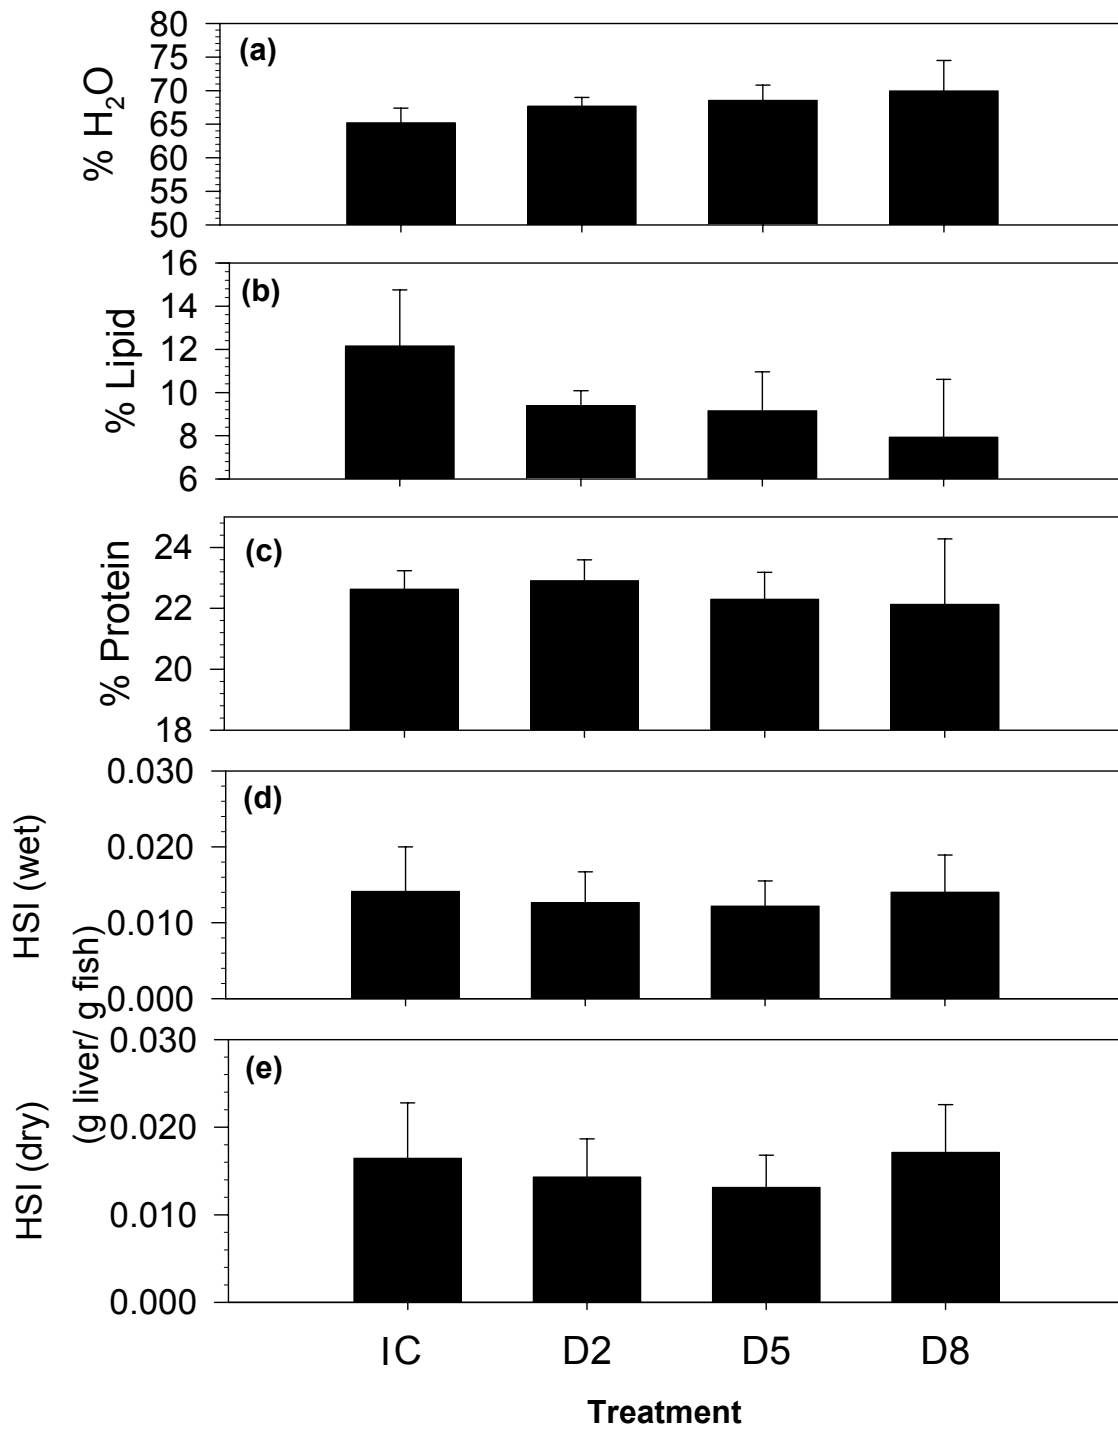 (a)
% H₂O
80
75
70
65
60
55
50
(b)
% Lipid
16
14
12
10
8
6
(c)
% Protein
24
22
20
18
(d)
HSI (wet)
0.030
0.020
0.010
0.000
(g liver/ g fish)
(e)
HSI (dry)
0.030
0.020
0.010
0.000
IC D2 D5 D8
Treatment